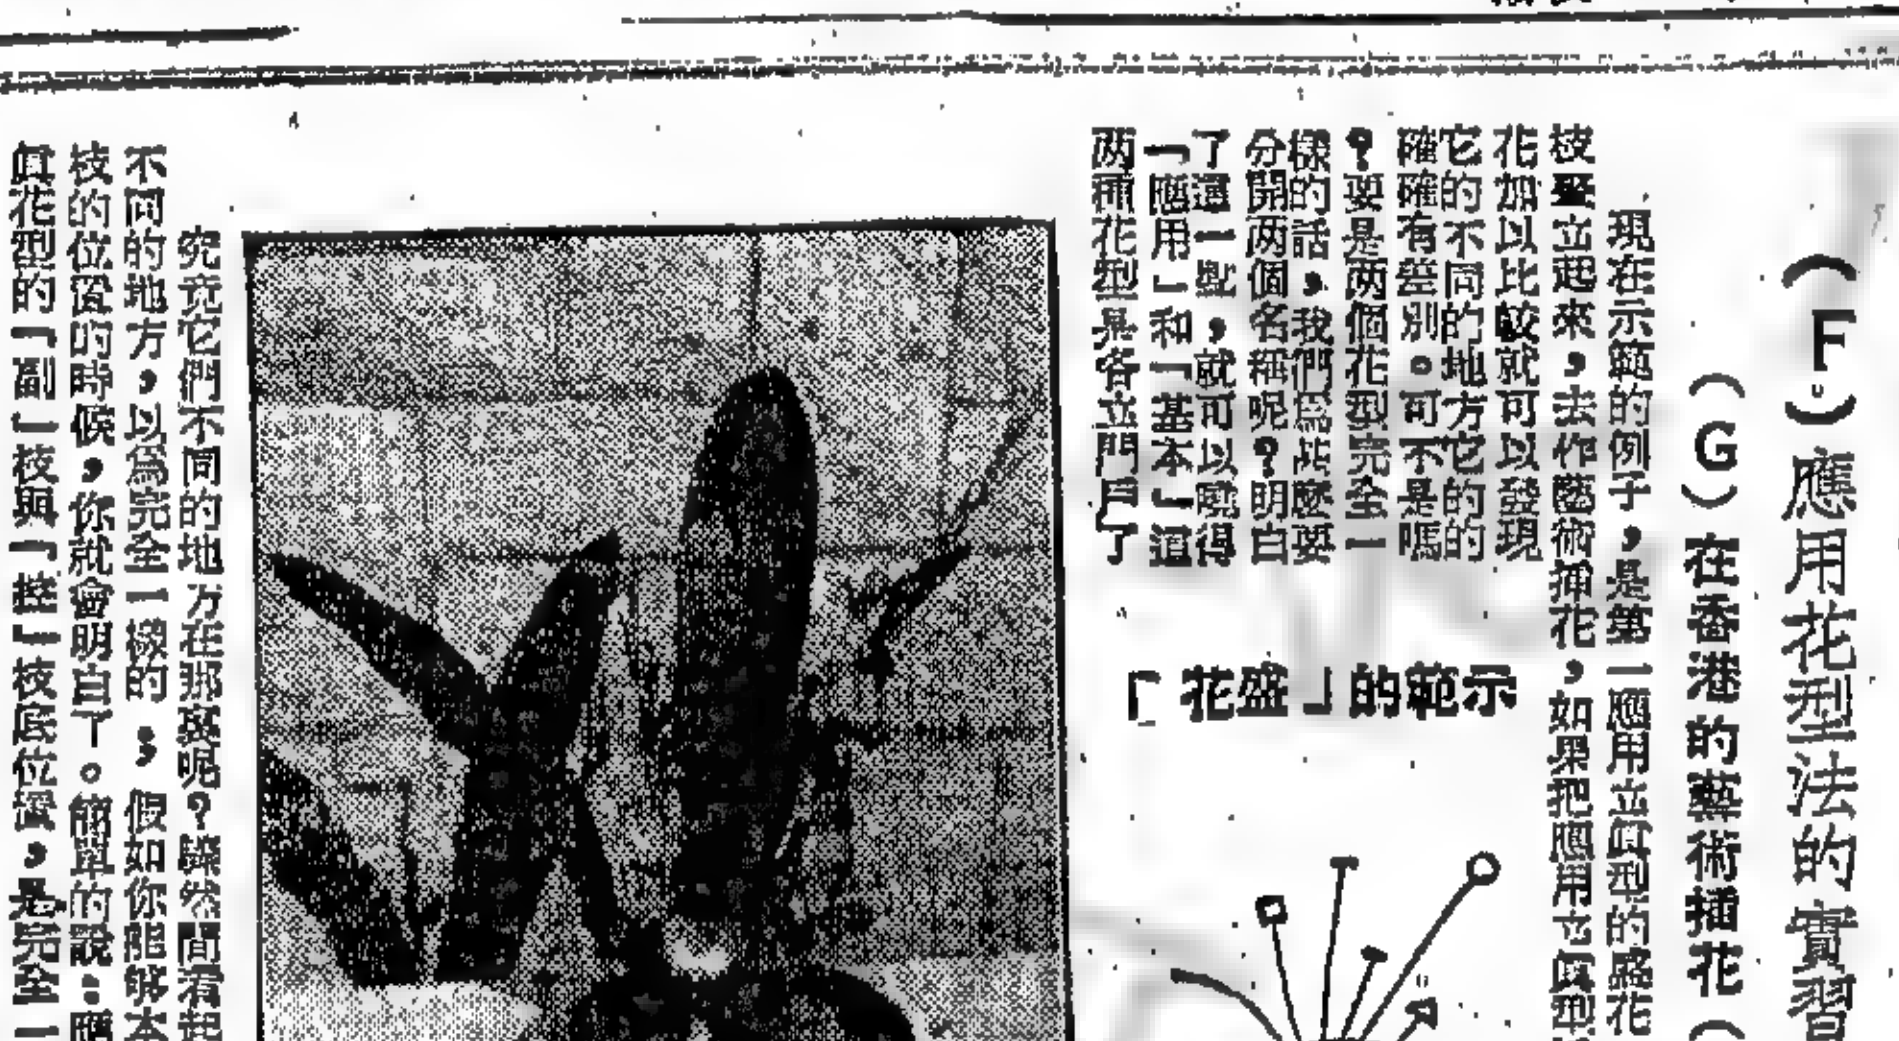 (F)應用花型法的實習
(G)在香港的藝術插花(
現在示範的例子，是第一應用立眞型的盛花
枝豎立起來，去作藝術插花，如果把應用立眞型
花加以比較就可以發現
它的不同的地方它的的
確確有差別。可不是嗎
？要是两個花型完全一
樣的話，我們爲甚麼要
分開两個名稱呢？明白
了這一點，就可以曉得
「應用」和「基本」這
两種花型是各立門戶了
「花盛」的範示
究竟它們不同的地方在那裏呢？驟然間看起
不同的地方，以爲完全一樣的，假如你能够本
枝的位置的時候，你就會明白了。簡單的說：應
眞花型的「副」枝與「控」枝底位置，是完全一